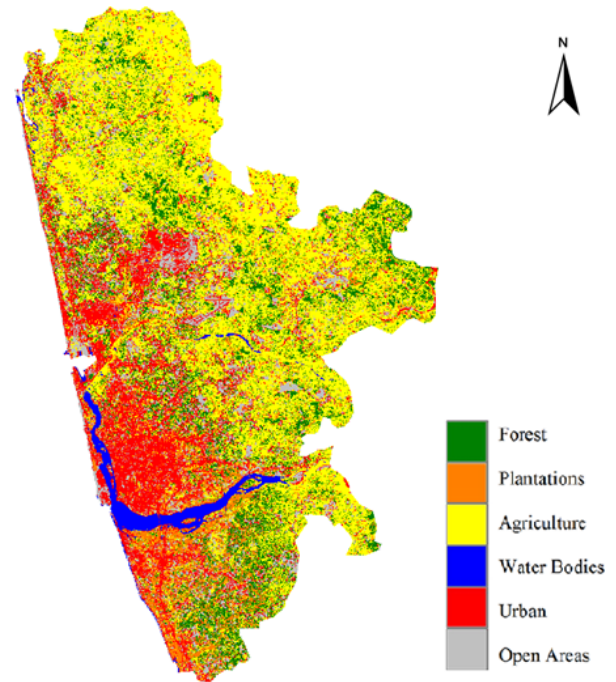 N
Forest
Plantations
Agriculture
Water Bodies
Urban
Open Areas